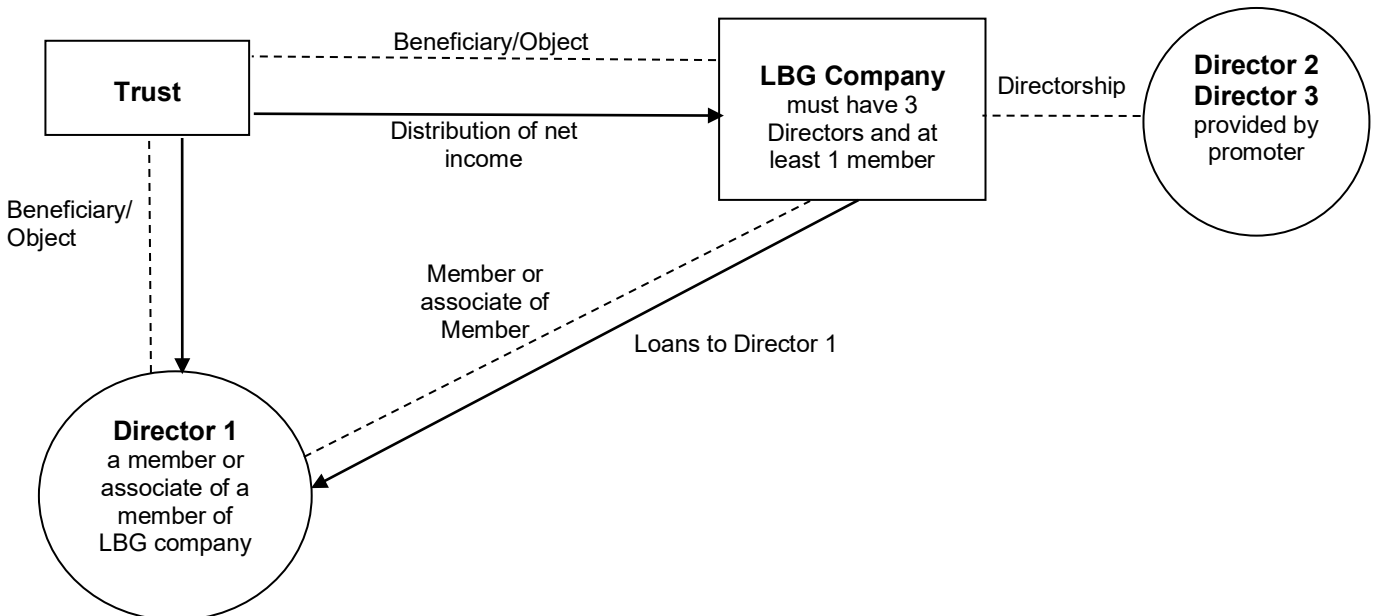 Trust
Beneficiary/Object
Distribution of net
income
LBG Company
must have 3
Directors and at
least 1 member
Directorship
Director 2
Director 3
provided by
promoter
Beneficiary/
Object
Member or
associate of
Member
Loans to Director 1
Director 1
a member or
associate of a
member of
LBG company